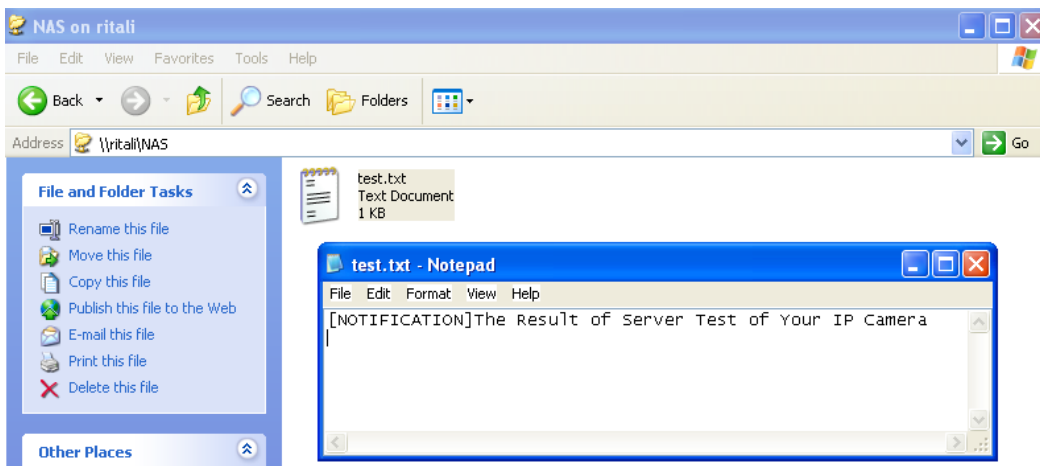 NAS on ritali
File Edit View Favorites Tools Help
Back Search Folders
Address \\ritali\NAS Go
File and Folder Tasks
Rename this file
Move this file
Copy this file
Publish this file to the Web
E-mail this file
Print this file
Delete this file
Other Places
test.txt
Text Document
1 KB
test.txt - Notepad
File Edit Format View Help
[NOTIFICATION]The Result of Server Test of Your IP Camera